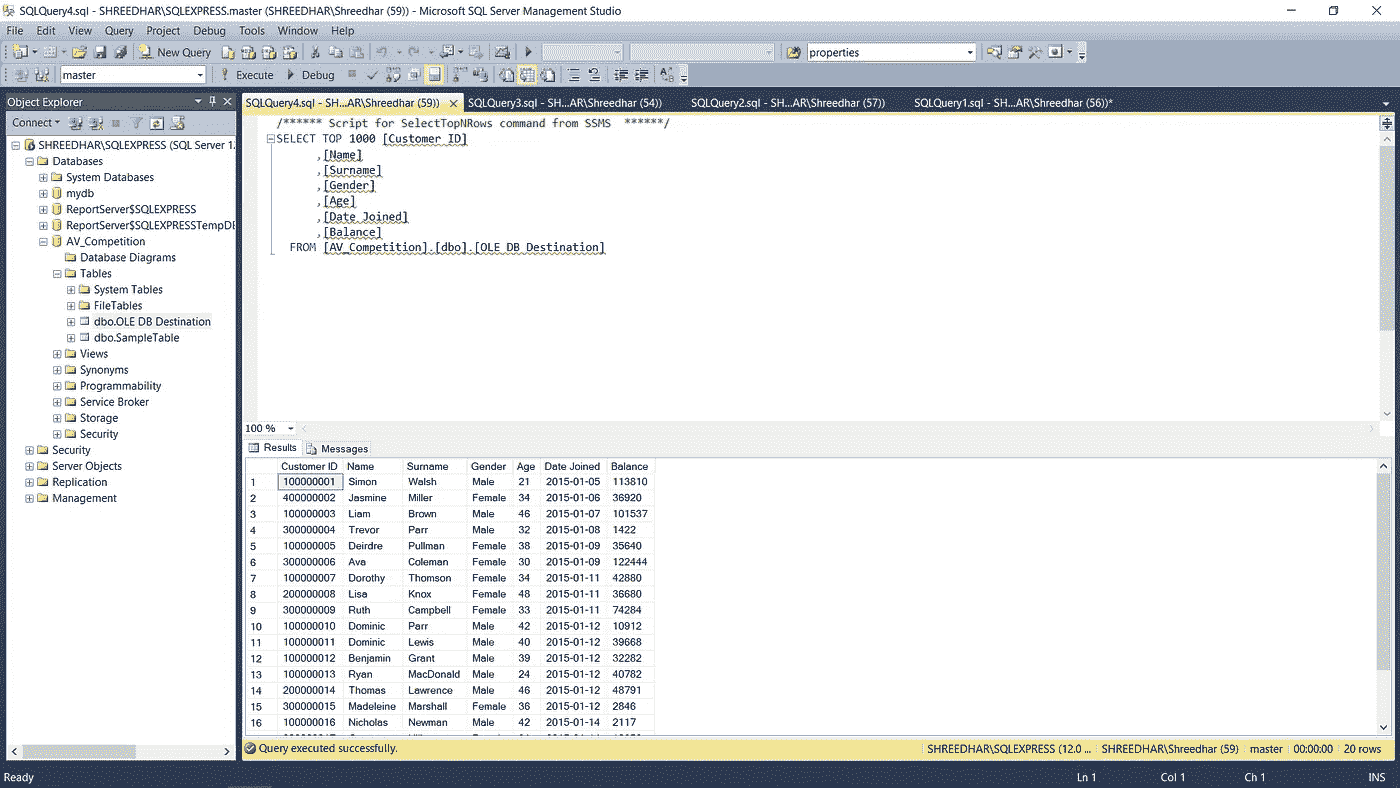 SQLQuery4.sql - SHREEDHAR\SQLEXPRESS.master (SHREEDHAR\Shreedhar (59)) - Microsoft SQL Server Management Studio
File Edit View Query Project Debug Tools Window Help
New Query properties
master Execute Debug
Object Explorer
Connect
SHREEDHAR\SQLEXPRESS (SQL Server 12
Databases
System Databases
mydb
ReportServer$SQLEXPRESS
ReportServer$SQLEXPRESSTempDB
AV_Competition
Database Diagrams
Tables
System Tables
FileTables
dbo.OLE DB Destination
dbo.SampleTable
Views
Synonyms
Programmability
Service Broker
Storage
Security
Security
Server Objects
Replication
Management
SQLQuery4.sql - SH...AR\Shreedhar (59)) SQLQuery3.sql - SH...AR\Shreedhar (54)) SQLQuery2.sql - SH...AR\Shreedhar (57)) SQLQuery1.sql - SH...AR\Shreedhar (56))*
/****** Script for SelectTopNRows command from SSMS ******/
SELECT TOP 1000 [Customer ID]
,[Name]
,[Surname]
,[Gender]
,[Age]
,[Date Joined]
,[Balance]
FROM [AV_Competition].[dbo].[OLE DB Destination]
100 %
Results Messages
Customer ID Name Surname Gender Age Date Joined Balance
1 100000001 Simon Walsh Male 21 2015-01-05 113810
2 400000002 Jasmine Miller Female 34 2015-01-06 36920
3 100000003 Liam Brown Male 46 2015-01-07 101537
4 300000004 Trevor Parr Male 32 2015-01-08 1422
5 100000005 Deirdre Pullman Female 38 2015-01-09 35640
6 300000006 Ava Coleman Female 30 2015-01-09 122444
7 100000007 Dorothy Thomson Female 34 2015-01-11 42880
8 200000008 Lisa Knox Female 48 2015-01-11 36680
9 300000009 Ruth Campbell Female 33 2015-01-11 74284
10 100000010 Dominic Parr Male 42 2015-01-12 10912
11 100000011 Dominic Lewis Male 40 2015-01-12 39668
12 100000012 Benjamin Grant Male 39 2015-01-12 32282
13 100000013 Ryan MacDonald Male 24 2015-01-12 40782
14 200000014 Thomas Lawrence Male 46 2015-01-12 48791
15 300000015 Madeleine Marshall Female 36 2015-01-12 2846
16 100000016 Nicholas Newman Male 42 2015-01-14 2117
Query executed successfully. SHREEDHAR\SQLEXPRESS (12.0 ... SHREEDHAR\Shreedhar (59) master 00:00:00 20 rows
Ready Ln 1 Col 1 Ch 1 INS